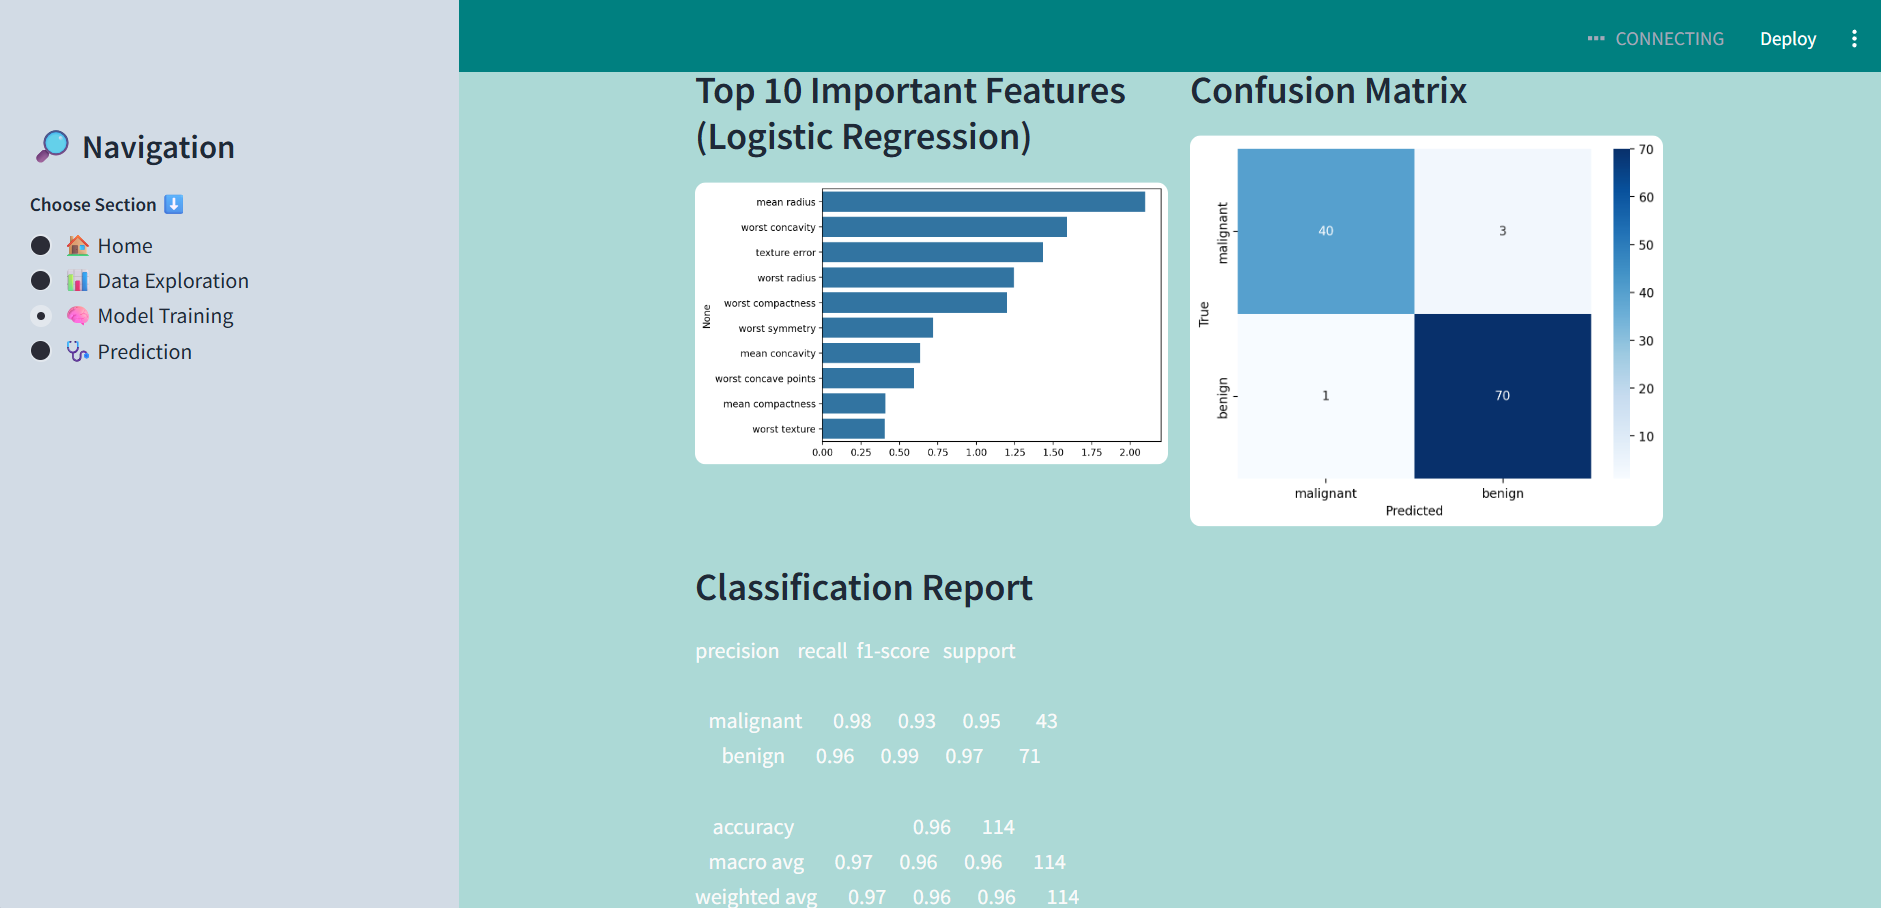 CONNECTING
Deploy
Navigation
Choose Section
Home
Data Exploration
Model Training
Prediction
Top 10 Important Features
(Logistic Regression)
None
mean radius
worst concavity
texture error
worst radius
worst compactness
worst symmetry
mean concavity
worst concave points
mean compactness
worst texture
0.00 0.25 0.50 0.75 1.00 1.25 1.50 1.75 2.00
Confusion Matrix
True
malignant
benign
40 3
1 70
malignant benign
Predicted
70
60
50
40
30
20
10
Classification Report
precision recall f1-score support
malignant 0.98 0.93 0.95 43
benign 0.96 0.99 0.97 71
accuracy 0.96 114
macro avg 0.97 0.96 0.96 114
weighted avg 0.97 0.96 0.96 114